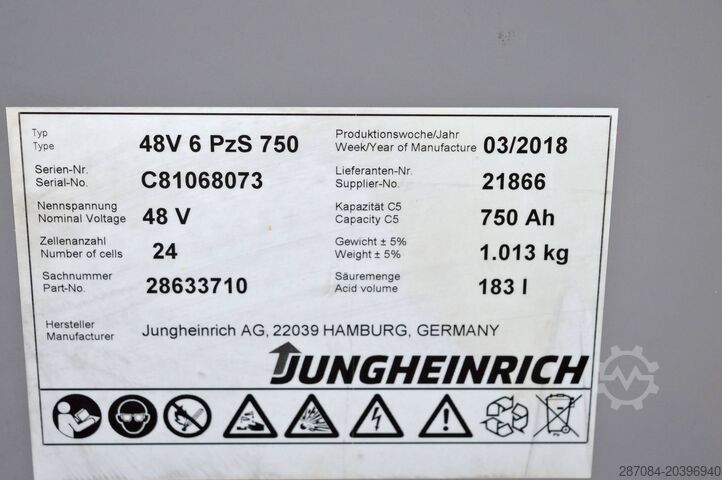 Typ
Type
48V 6 PzS 750
Produktionswoche/Jahr
Week/Year of Manufacture
03/2018
Serien-Nr.
Serial-No.
C81068073
Lieferanten-Nr.
Supplier-No.
21866
Nennspannung
Nominal Voltage
48 V
Kapazität C5
Capacity C5
750 Ah
Zellenanzahl
Number of cells
24
Gewicht ± 5%
Weight ± 5%
1.013 kg
Sachnummer
Part-No.
28633710
Säuremenge
Acid volume
183 l
Hersteller
Manufacturer
Jungheinrich AG, 22039 HAMBURG, GERMANY
JUNGHEINRICH
287084-20396940